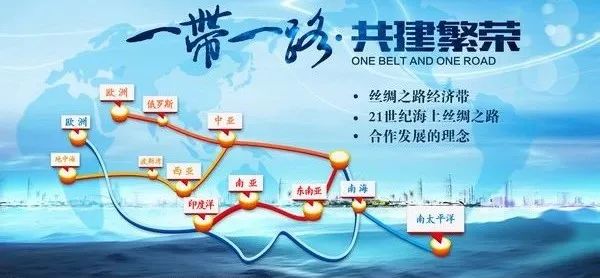 一带一路·共建繁荣
ONE BELT AND ONE ROAD
• 丝绸之路经济带
• 21世纪海上丝绸之路
• 合作发展的理念
欧洲
俄罗斯
中亚
欧洲
地中海
波斯湾
西亚
印度洋
南亚
东南亚
南海
南太平洋